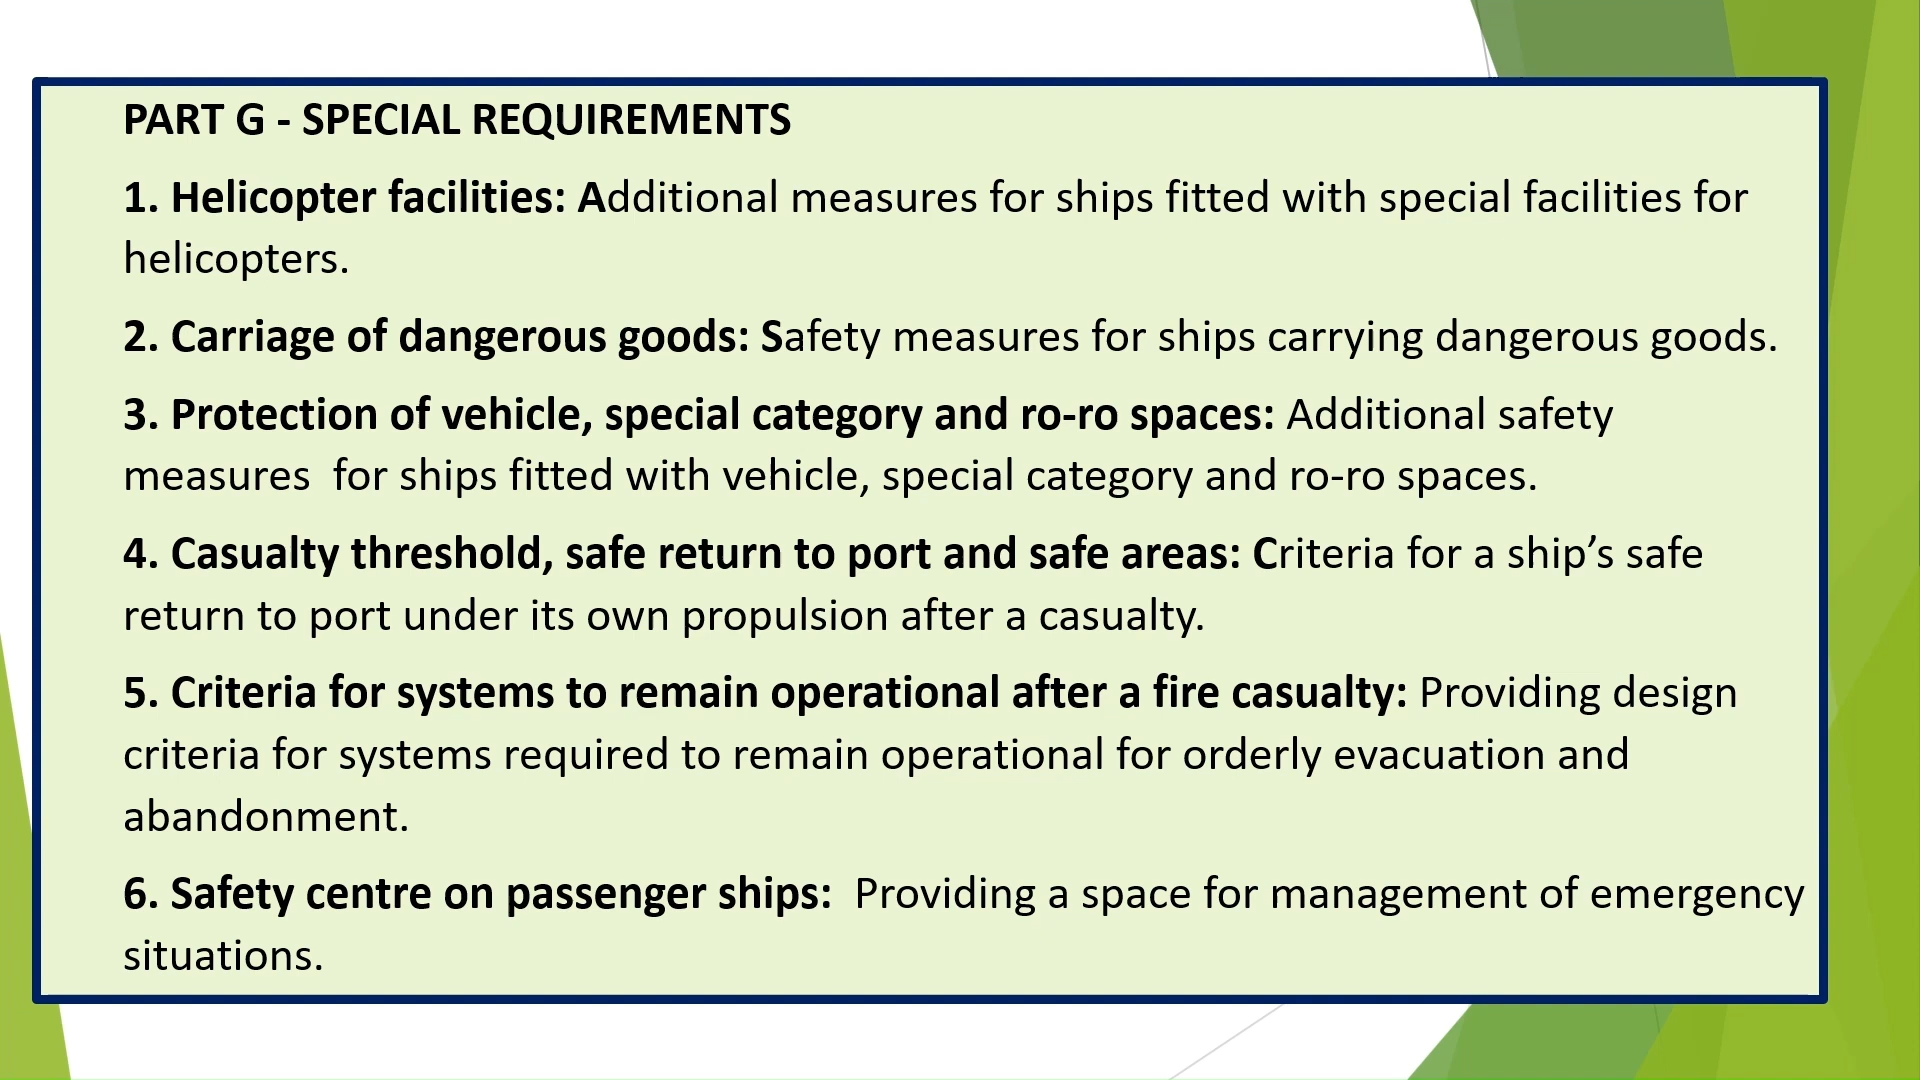 PART G - SPECIAL REQUIREMENTS
1. Helicopter facilities: Additional measures for ships fitted with special facilities for
helicopters.
2. Carriage of dangerous goods: Safety measures for ships carrying dangerous goods.
3. Protection of vehicle, special category and ro-ro spaces: Additional safety
measures  for ships fitted with vehicle, special category and ro-ro spaces.
4. Casualty threshold, safe return to port and safe areas: Criteria for a ship’s safe
return to port under its own propulsion after a casualty.
5. Criteria for systems to remain operational after a fire casualty: Providing design
criteria for systems required to remain operational for orderly evacuation and
abandonment.
6. Safety centre on passenger ships:  Providing a space for management of emergency
situations.